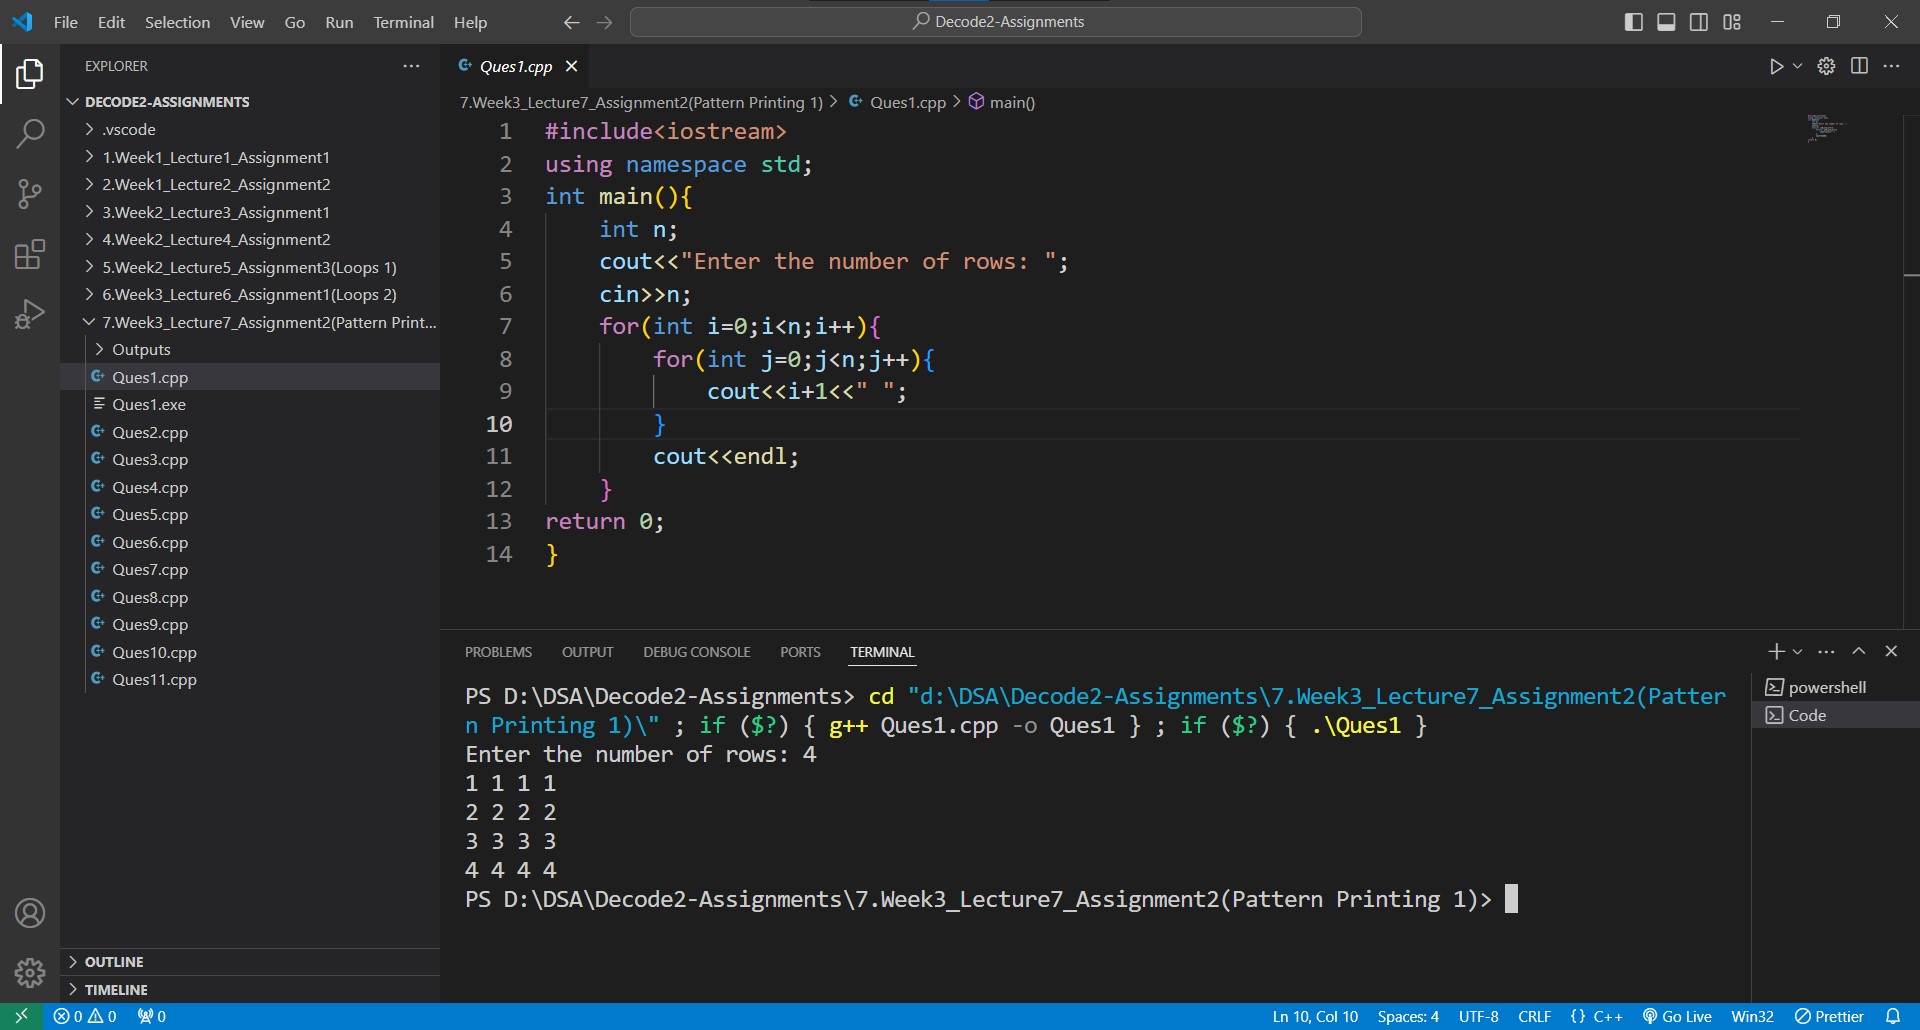 File Edit Selection View Go Run Terminal Help
Decode2-Assignments
EXPLORER
DECODE2-ASSIGNMENTS
.vscode
1.Week1_Lecture1_Assignment1
2.Week1_Lecture2_Assignment2
3.Week2_Lecture3_Assignment1
4.Week2_Lecture4_Assignment2
5.Week2_Lecture5_Assignment3(Loops 1)
6.Week3_Lecture6_Assignment1(Loops 2)
7.Week3_Lecture7_Assignment2(Pattern Print...
Outputs
Ques1.cpp
Ques1.exe
Ques2.cpp
Ques3.cpp
Ques4.cpp
Ques5.cpp
Ques6.cpp
Ques7.cpp
Ques8.cpp
Ques9.cpp
Ques10.cpp
Ques11.cpp
OUTLINE
TIMELINE
Ques1.cpp
7.Week3_Lecture7_Assignment2(Pattern Printing 1) > Ques1.cpp > main()
1 #include<iostream>
2 using namespace std;
3 int main(){
4 int n;
5 cout<<"Enter the number of rows: ";
6 cin>>n;
7 for(int i=0;i<n;i++){
8 for(int j=0;j<n;j++){
9 cout<<i+1<<" ";
10 }
11 cout<<endl;
12 }
13 return 0;
14 }
PROBLEMS OUTPUT DEBUG CONSOLE PORTS TERMINAL
PS D:\DSA\Decode2-Assignments> cd "d:\DSA\Decode2-Assignments\7.Week3_Lecture7_Assignment2(Patter
n Printing 1)\" ; if ($?) { g++ Ques1.cpp -o Ques1 } ; if ($?) { .\Ques1 }
Enter the number of rows: 4
1 1 1 1
2 2 2 2
3 3 3 3
4 4 4 4
PS D:\DSA\Decode2-Assignments\7.Week3_Lecture7_Assignment2(Pattern Printing 1)>
powershell
Code
0 0 0 Ln 10, Col 10 Spaces: 4 UTF-8 CRLF {} C++ Go Live Win32 Prettier